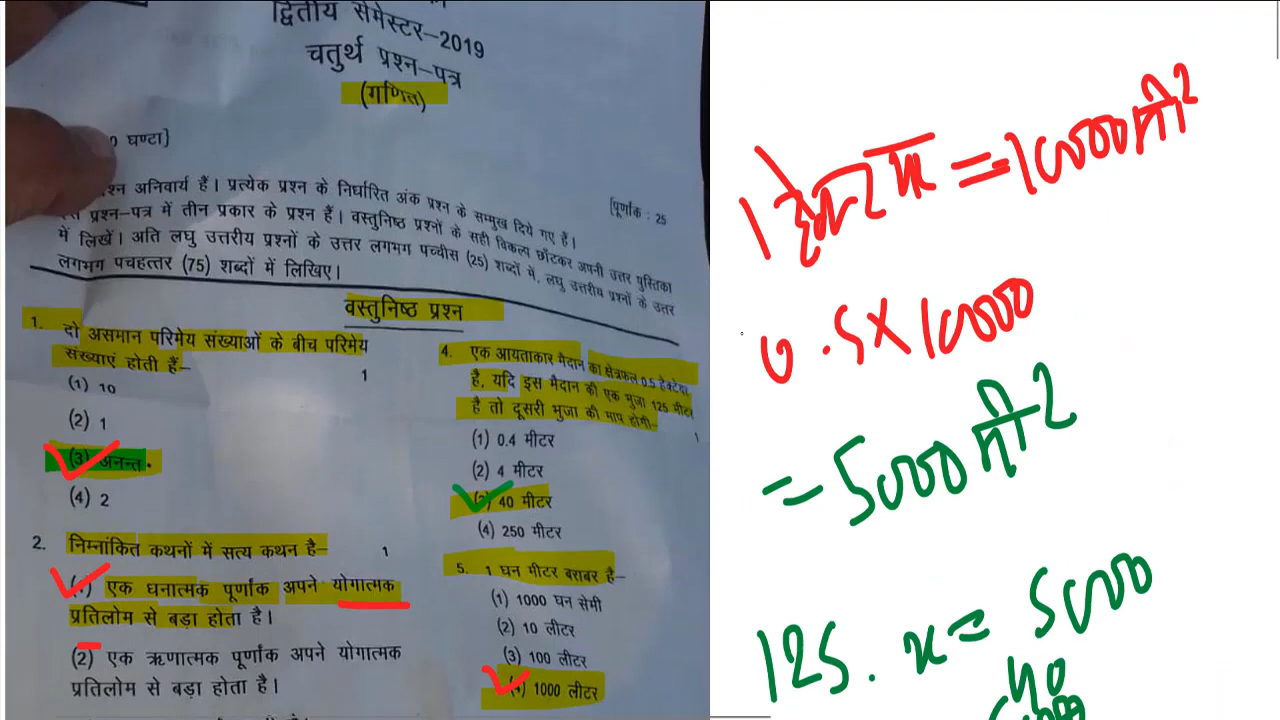 द्वितीय सेमेस्टर-2019
चतुर्थ प्रश्न-पत्र
(गणित)
घण्टा]
[पूर्णांक : 25
प्रश्न अनिवार्य हैं। प्रत्येक प्रश्न के निर्धारित अंक प्रश्न के सम्मुख दिये गए हैं।
प्रश्न-पत्र में तीन प्रकार के प्रश्न हैं। वस्तुनिष्ठ प्रश्नों के सही विकल्प छाँटकर अपनी उत्तर पुस्तिका
में लिखें। अति लघु उत्तरीय प्रश्नों के उत्तर लगभग पच्चीस (25) शब्दों में, लघु उत्तरीय प्रश्नों के उत्तर
लगभग पचहत्तर (75) शब्दों में लिखिए।
वस्तुनिष्ठ प्रश्न
1. दो असमान परिमेय संख्याओं के बीच परिमेय
संख्याएं होती हैं- 1
(1) 10
(2) 1
(3) अनन्त
(4) 2
2. निम्नांकित कथनों में सत्य कथन है- 1
एक धनात्मक पूर्णांक अपने योगात्मक
प्रतिलोम से बड़ा होता है।
(2) एक ऋणात्मक पूर्णांक अपने योगात्मक
प्रतिलोम से बड़ा होता है।
4. एक आयताकार मैदान का क्षेत्रफल 0.5 हेक्टेयर
है, यदि इस मैदान की एक भुजा 125 मीटर
है तो दूसरी भुजा की माप होगी- 1
(1) 0.4 मीटर
(2) 4 मीटर
(3) 40 मीटर
(4) 250 मीटर
5. 1 घन मीटर बराबर है-
(1) 1000 घन सेमी
(2) 10 लीटर
(3) 100 लीटर
(4) 1000 लीटर
1 = 10000 मी²
0.5 × 10000
= 5000 मी²
125. x = 5000
40